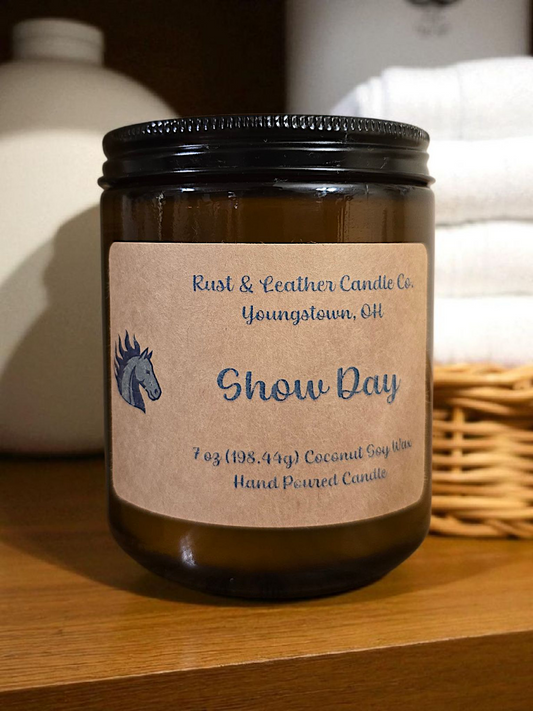 Rust & Leather Candle Co.
Youngstown, OH
Show Day
7 oz (198.44g) Coconut Soy Wax
Hand Poured Candle